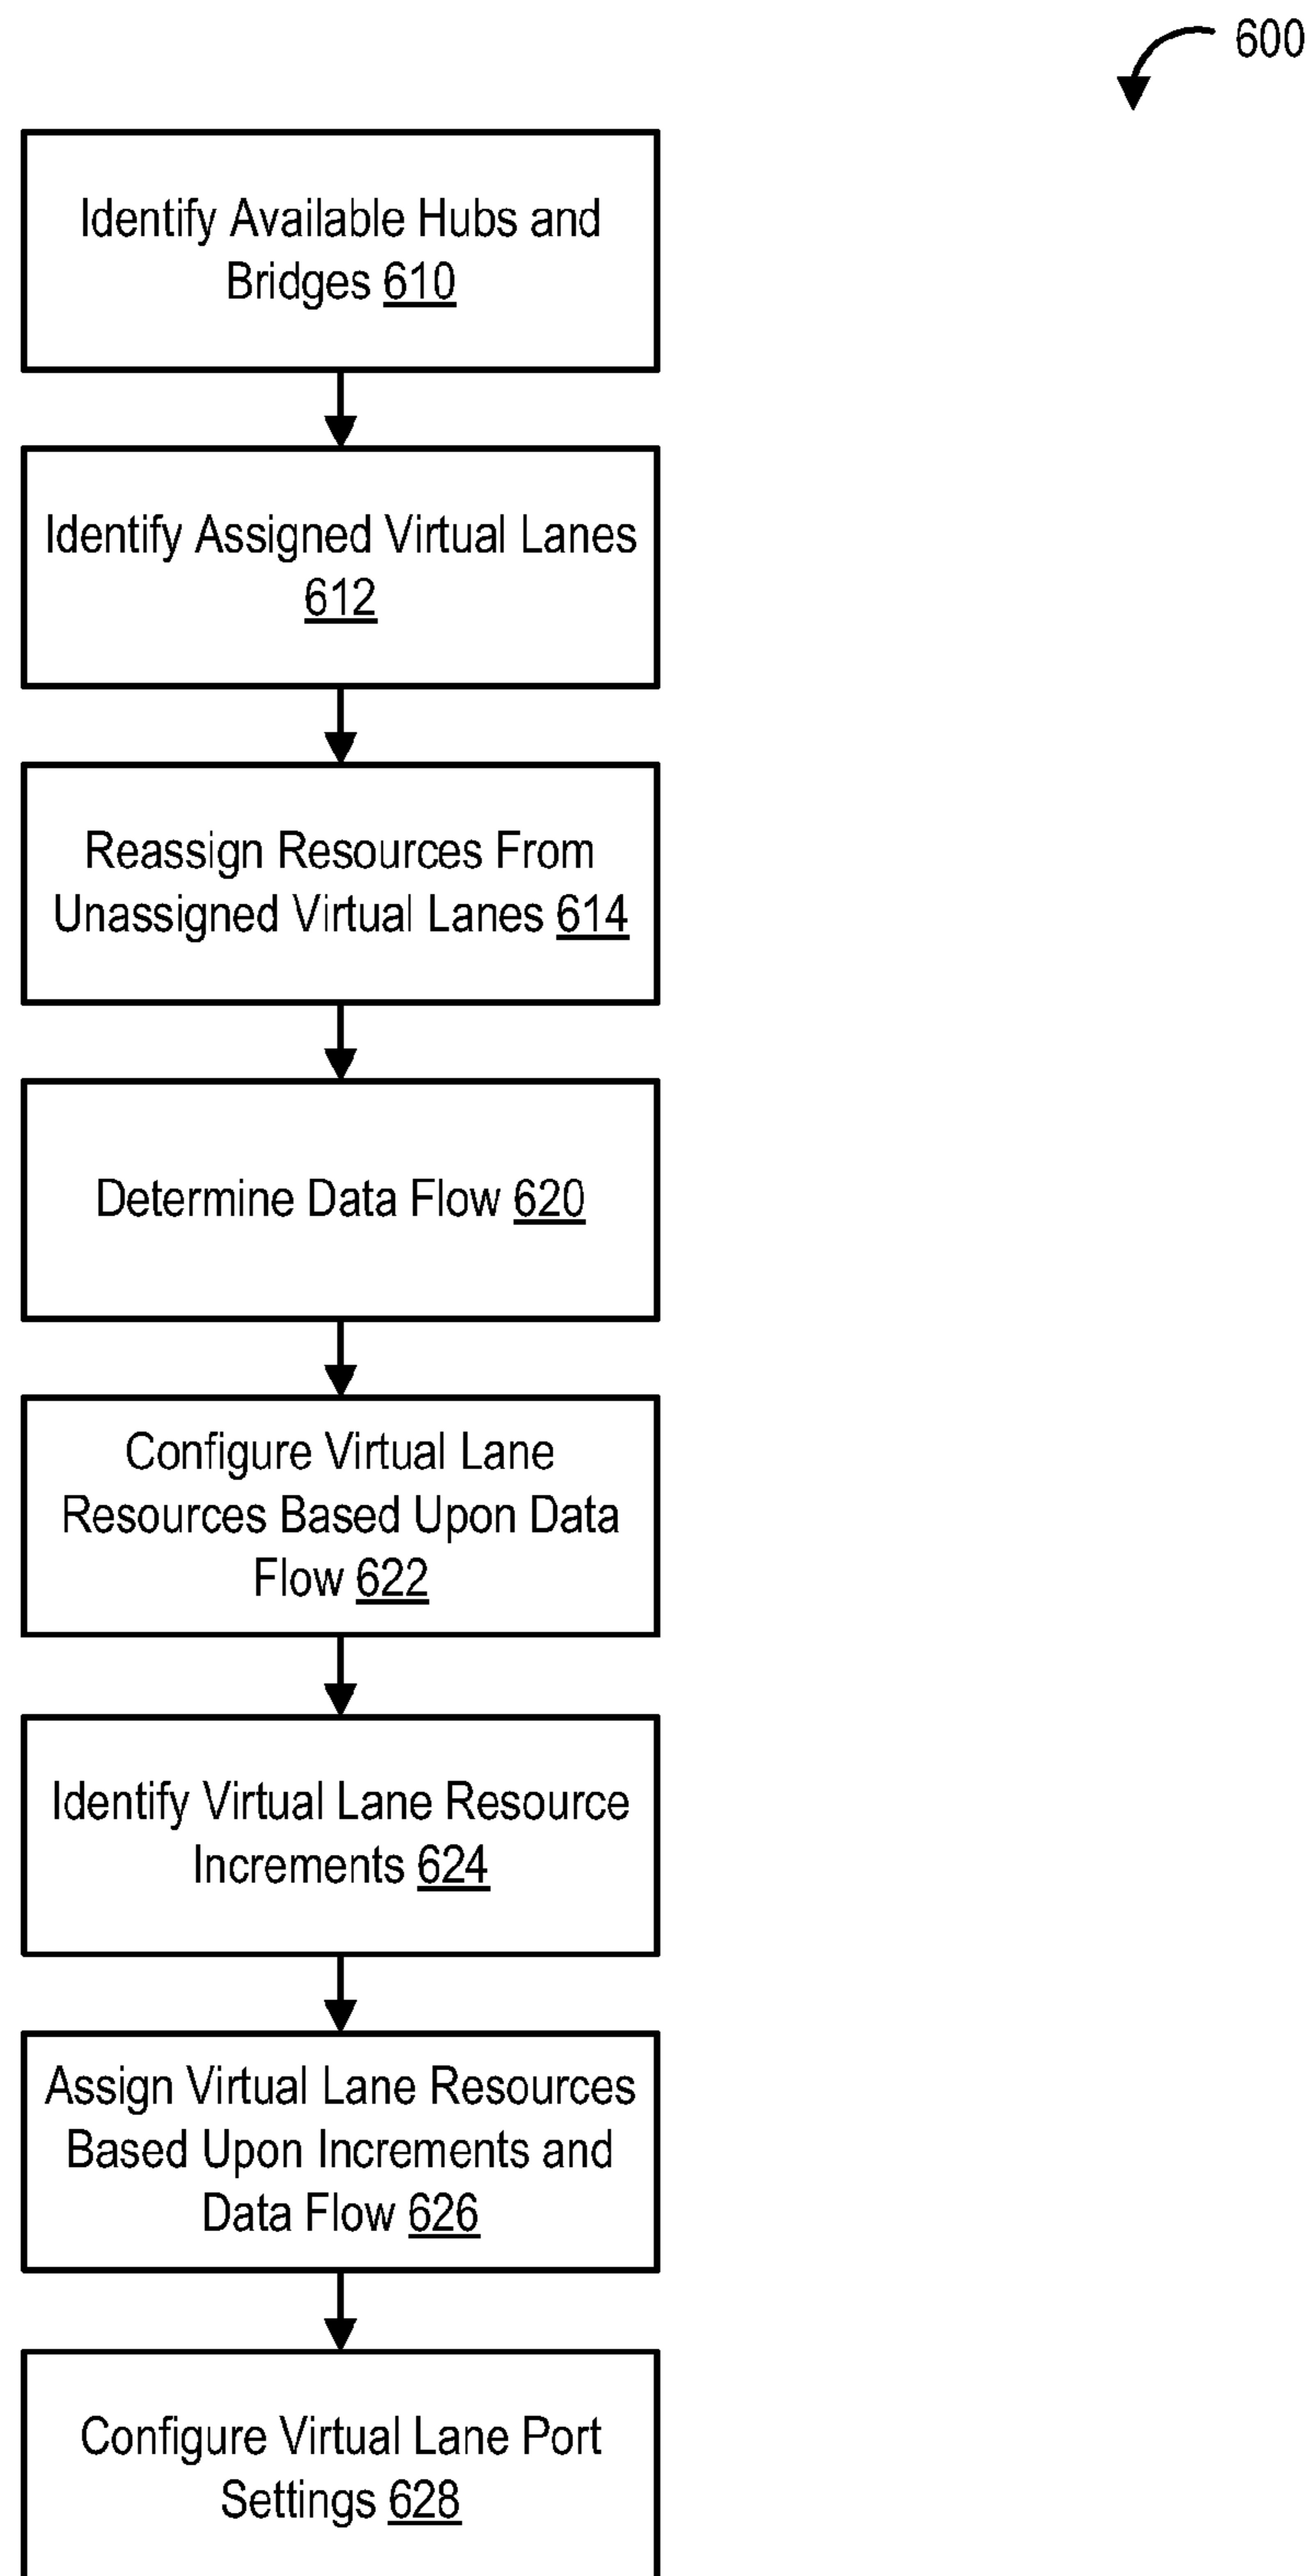 600
Identify Available Hubs and
Bridges 610
Identify Assigned Virtual Lanes
612
Reassign Resources From
Unassigned Virtual Lanes 614
Determine Data Flow 620
Configure Virtual Lane
Resources Based Upon Data
Flow 622
Identify Virtual Lane Resource
Increments 624
Assign Virtual Lane Resources
Based Upon Increments and
Data Flow 626
Configure Virtual Lane Port
Settings 628